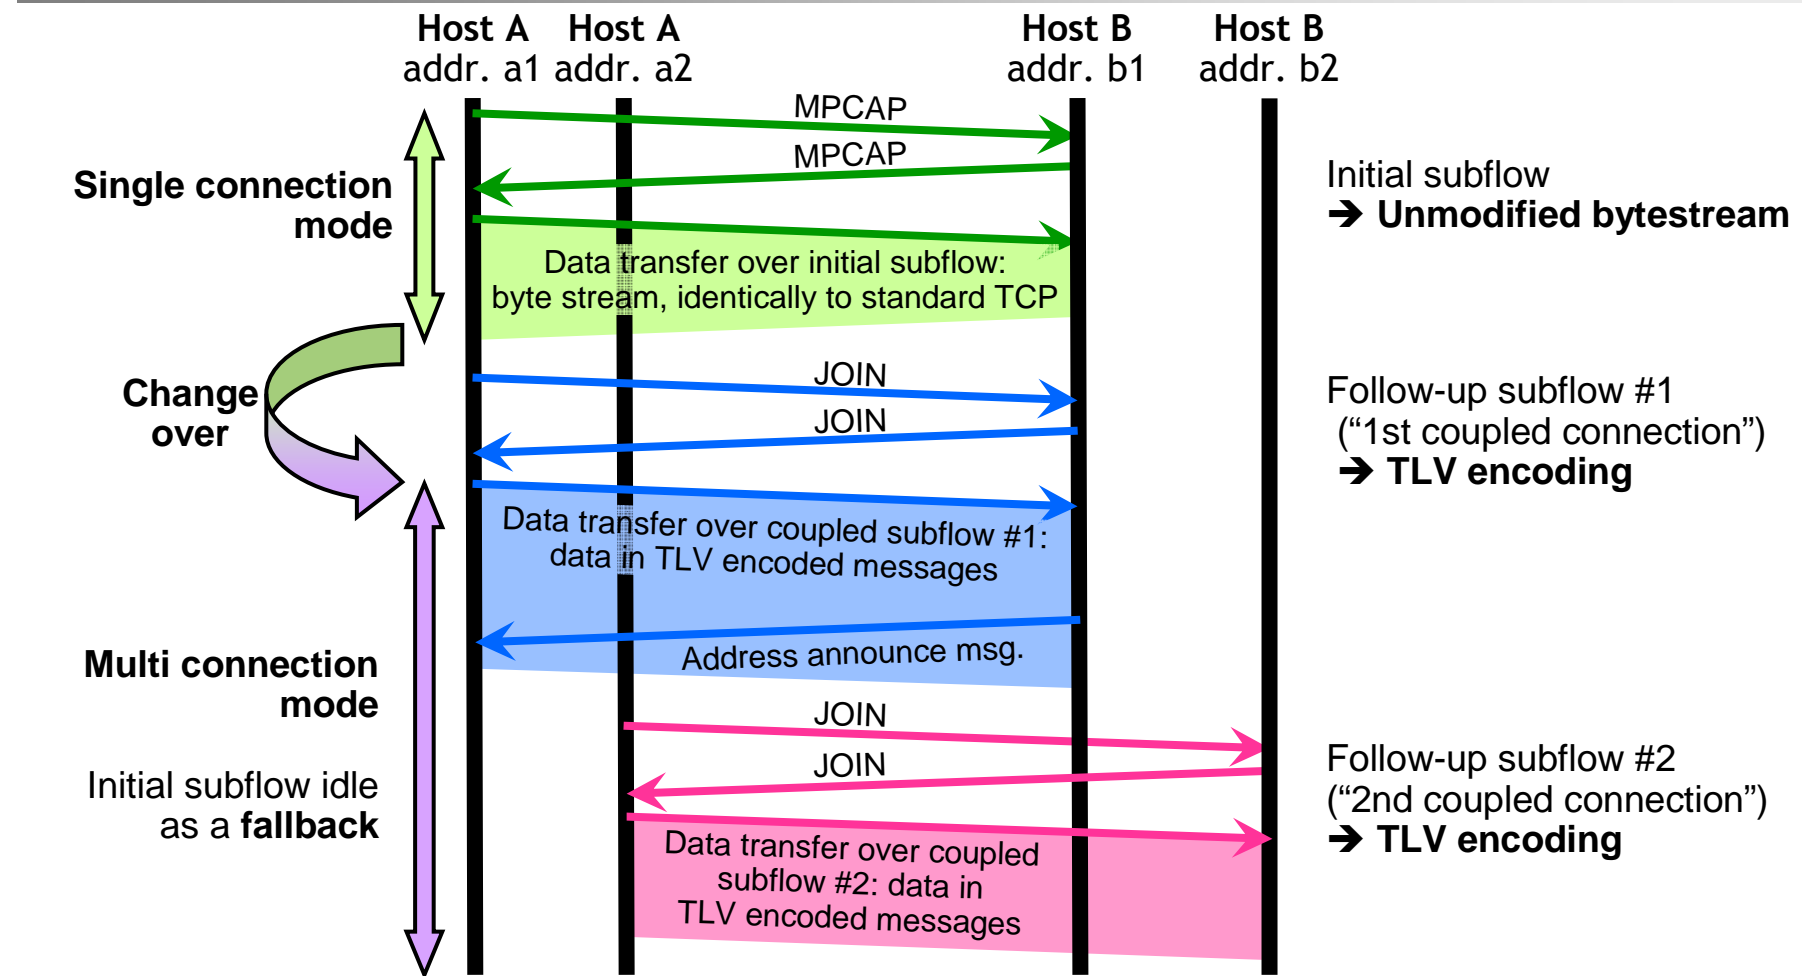 Host A
addr. a1
Host A
addr. a2
Host B
addr. b1
Host B
addr. b2
MPCAP
MPCAP
Single connection
mode
Initial subflow
➔ Unmodified bytestream
Data transfer over initial subflow:
byte stream, identically to standard TCP
Change
over
JOIN
JOIN
Follow-up subflow #1
(“1st coupled connection”)
➔ TLV encoding
Data transfer over coupled subflow #1:
data in TLV encoded messages
Address announce msg.
Multi connection
mode
Initial subflow idle
as a fallback
JOIN
JOIN
Follow-up subflow #2
(“2nd coupled connection”)
➔ TLV encoding
Data transfer over coupled
subflow #2: data in
TLV encoded messages